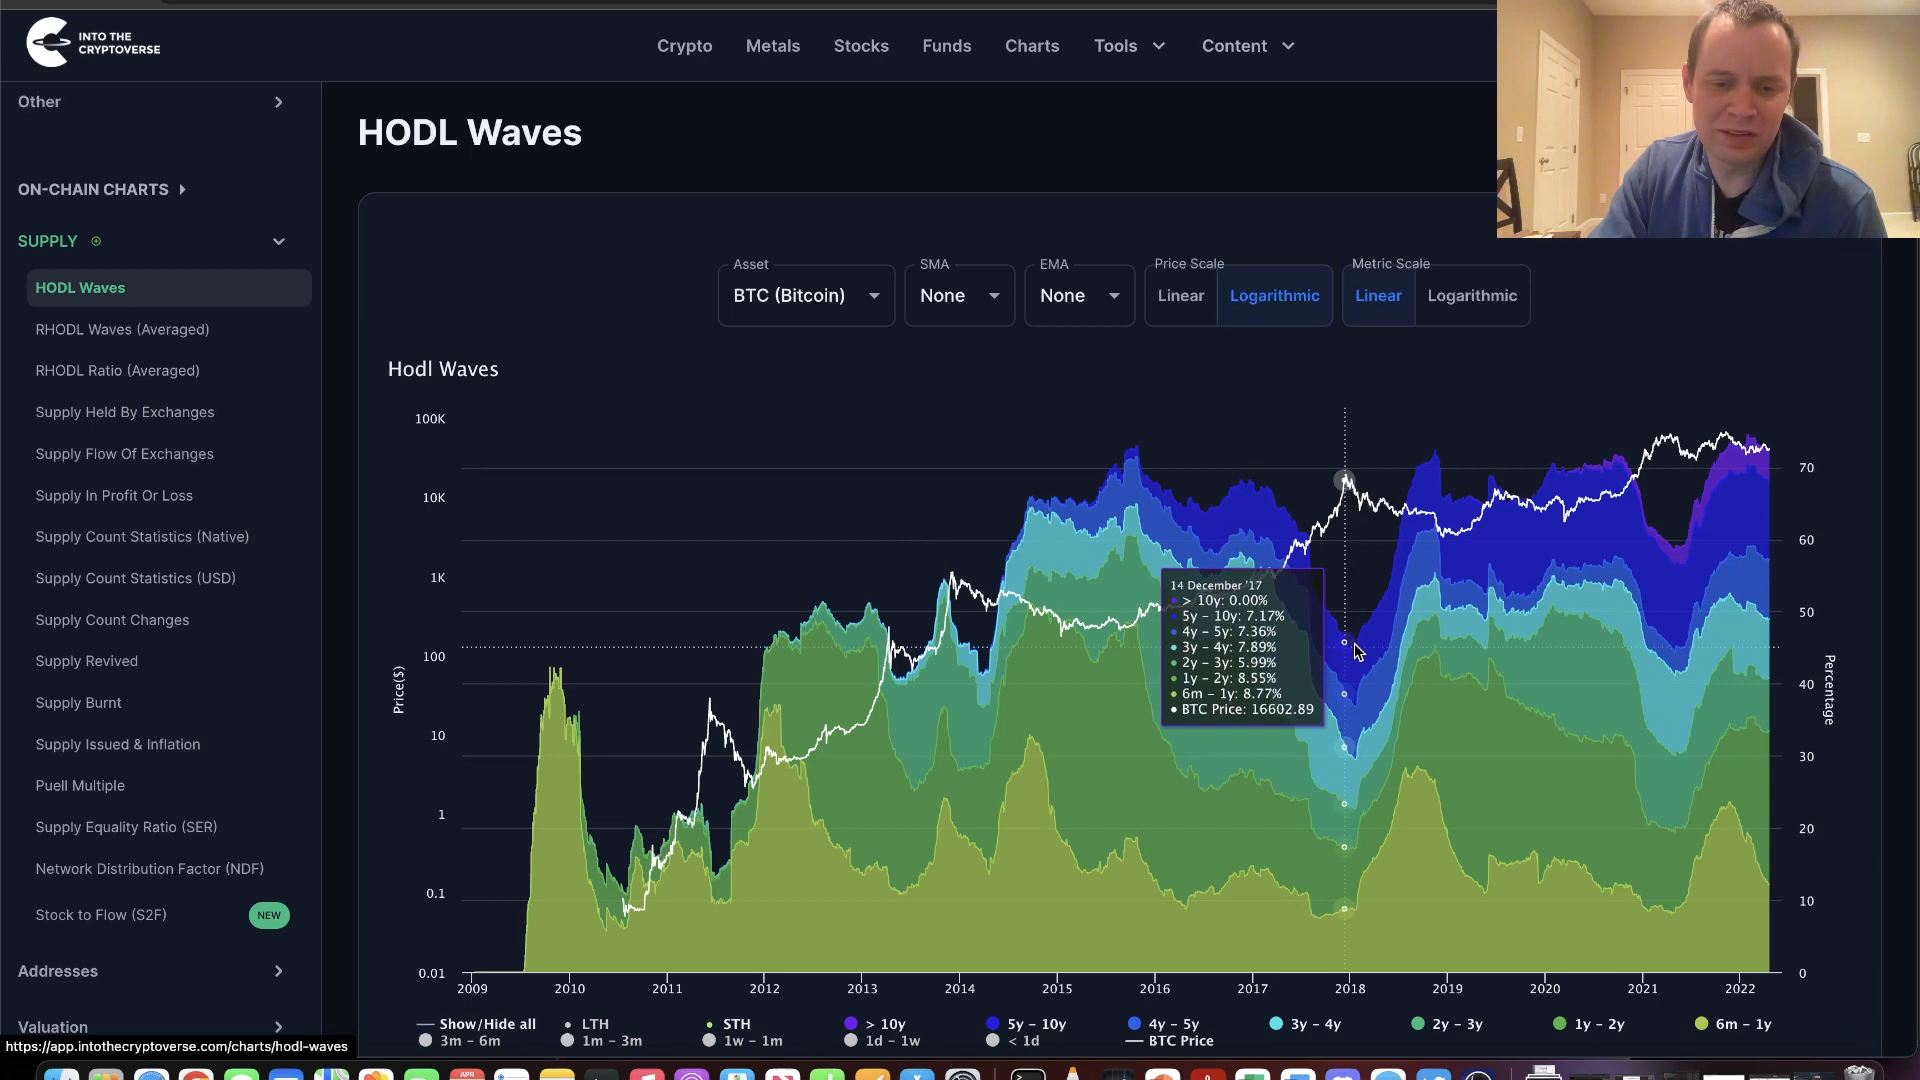 INTO THE
CRYPTOVERSE
Crypto
Metals
Stocks
Funds
Charts
Tools
Content
Other
ON-CHAIN CHARTS
SUPPLY
HODL Waves
RHODL Waves (Averaged)
RHODL Ratio (Averaged)
Supply Held By Exchanges
Supply Flow Of Exchanges
Supply In Profit Or Loss
Supply Count Statistics (Native)
Supply Count Statistics (USD)
Supply Count Changes
Supply Revived
Supply Burnt
Supply Issued & Inflation
Puell Multiple
Supply Equality Ratio (SER)
Network Distribution Factor (NDF)
Stock to Flow (S2F) NEW
Addresses
Valuation
https://app.intothecryptoverse.com/charts/hodl-waves
HODL Waves
Asset SMA EMA Price Scale Metric Scale
BTC (Bitcoin) None None Linear Logarithmic Linear Logarithmic
Hodl Waves
100K
10K
1K
100
10
1
0.1
0.01
Price($)
70
60
50
40
30
20
10
0
Percentage
14 December '17
> 10y: 0.00%
5y - 10y: 7.17%
4y - 5y: 7.36%
3y - 4y: 7.89%
2y - 3y: 5.99%
1y - 2y: 8.55%
6m - 1y: 8.77%
BTC Price: 16602.89
2009 2010 2011 2012 2013 2014 2015 2016 2017 2018 2019 2020 2021 2022
Show/Hide all LTH STH > 10y 5y - 10y 4y - 5y 3y - 4y 2y - 3y 1y - 2y 6m - 1y
3m - 6m 1m - 3m 1w - 1m 1d - 1w < 1d BTC Price
APR